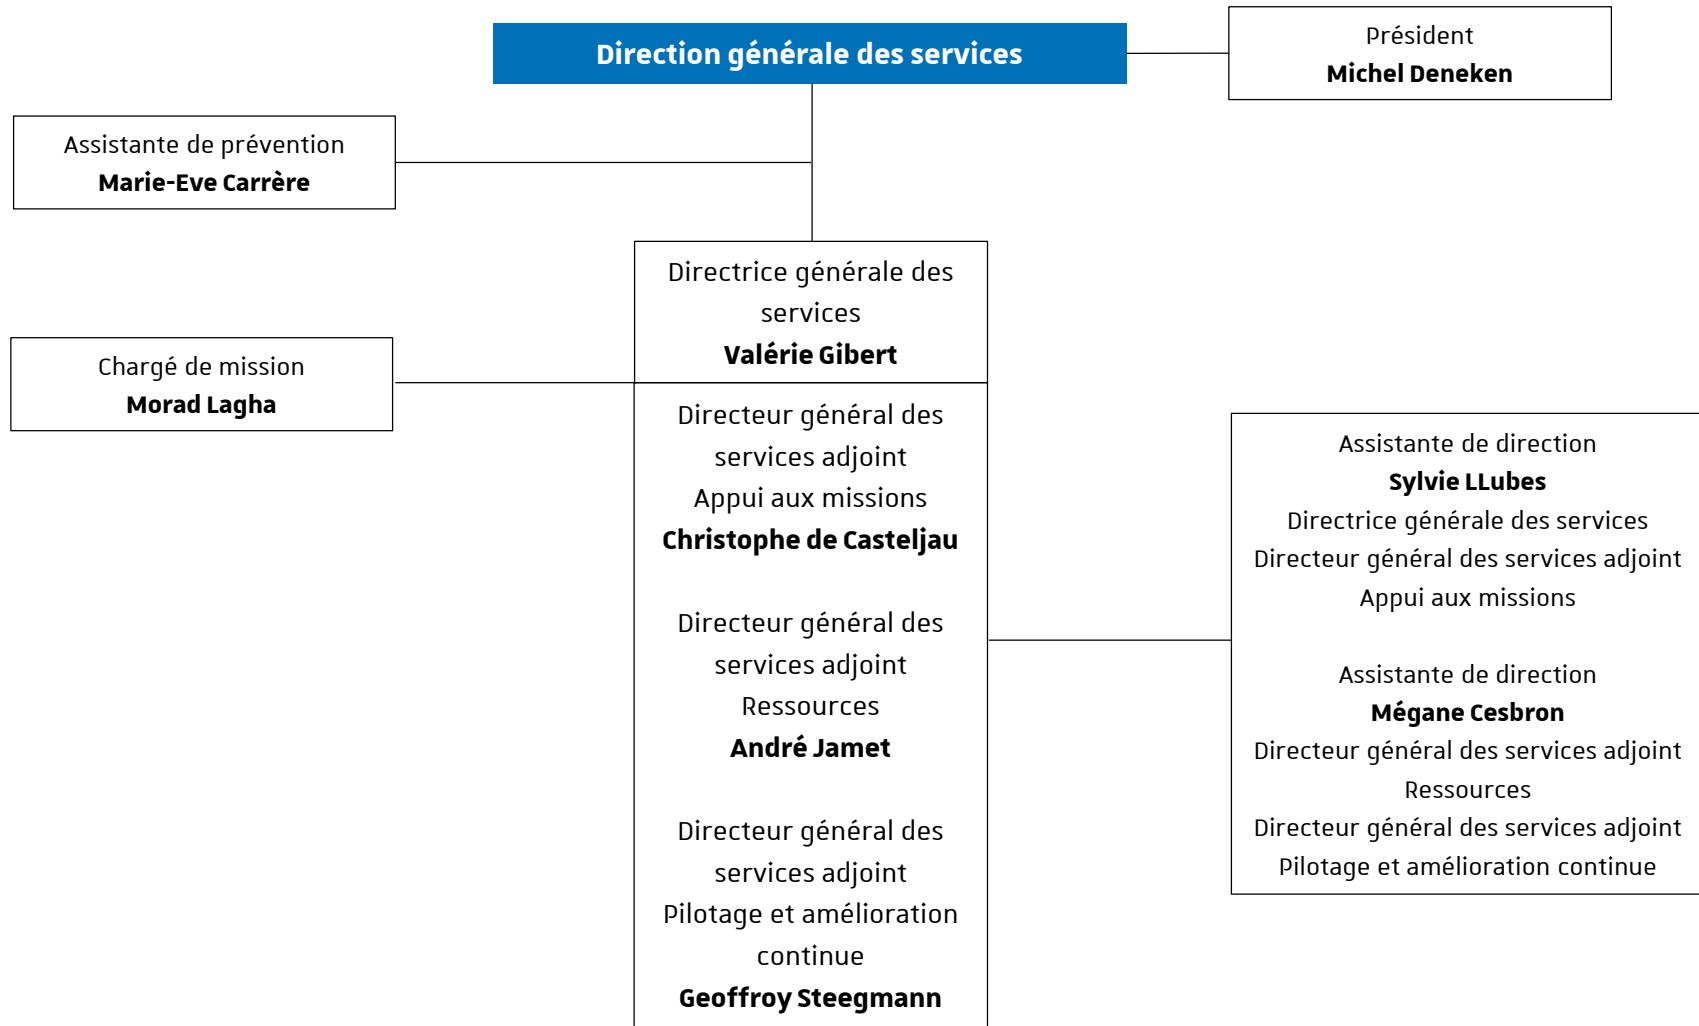 Direction générale des services
Président
Michel Deneken
Assistante de prévention
Marie-Eve Carrère
Directrice générale des
services
Valérie Gibert
Chargé de mission
Morad Lagha
Directeur général des
services adjoint
Appui aux missions
Christophe de Casteljau
Directeur général des
services adjoint
Ressources
André Jamet
Directeur général des
services adjoint
Pilotage et amélioration
continue
Geoffroy Steegmann
Assistante de direction
Sylvie LLubes
Directrice générale des services
Directeur général des services adjoint
Appui aux missions
Assistante de direction
Mégane Cesbron
Directeur général des services adjoint
Ressources
Directeur général des services adjoint
Pilotage et amélioration continue